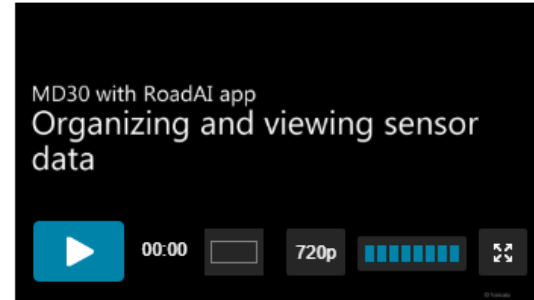 MD30 with RoadAI app
Organizing and viewing sensor
data
00:00
720p